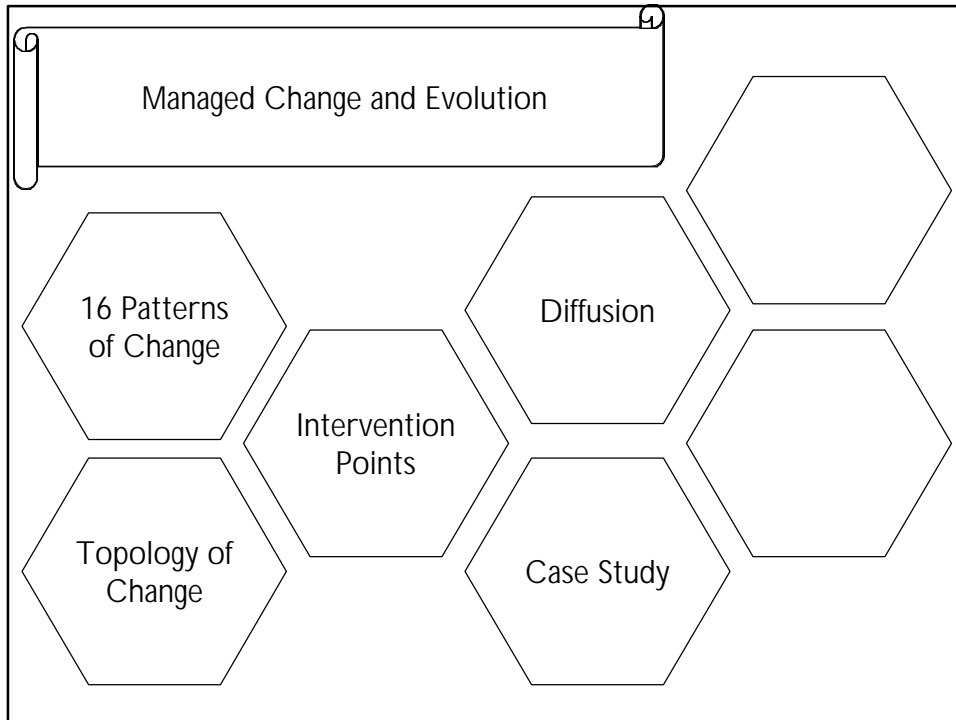 Managed Change and Evolution
16 Patterns
of Change
Diffusion
Intervention
Points
Topology of
Change
Case Study